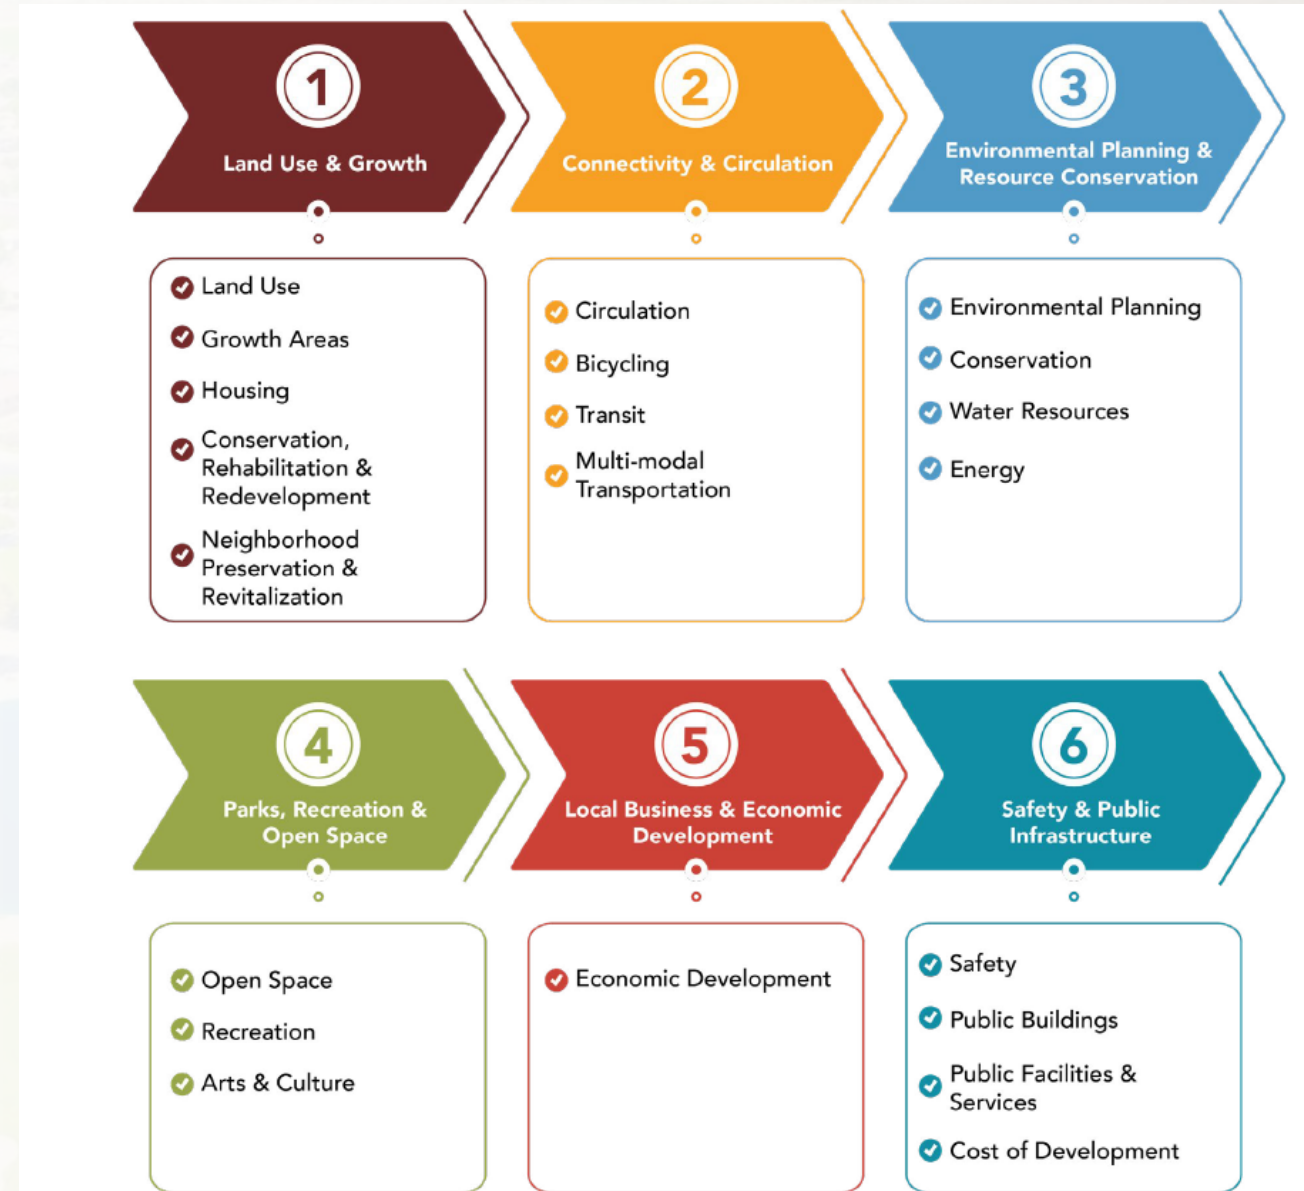 1
Land Use & Growth
Land Use
Growth Areas
Housing
Conservation,
Rehabilitation &
Redevelopment
Neighborhood
Preservation &
Revitalization
2
Connectivity & Circulation
Circulation
Bicycling
Transit
Multi-modal
Transportation
3
Environmental Planning &
Resource Conservation
Environmental Planning
Conservation
Water Resources
Energy
4
Parks, Recreation &
Open Space
Open Space
Recreation
Arts & Culture
5
Local Business & Economic
Development
Economic Development
6
Safety & Public
Infrastructure
Safety
Public Buildings
Public Facilities &
Services
Cost of Development